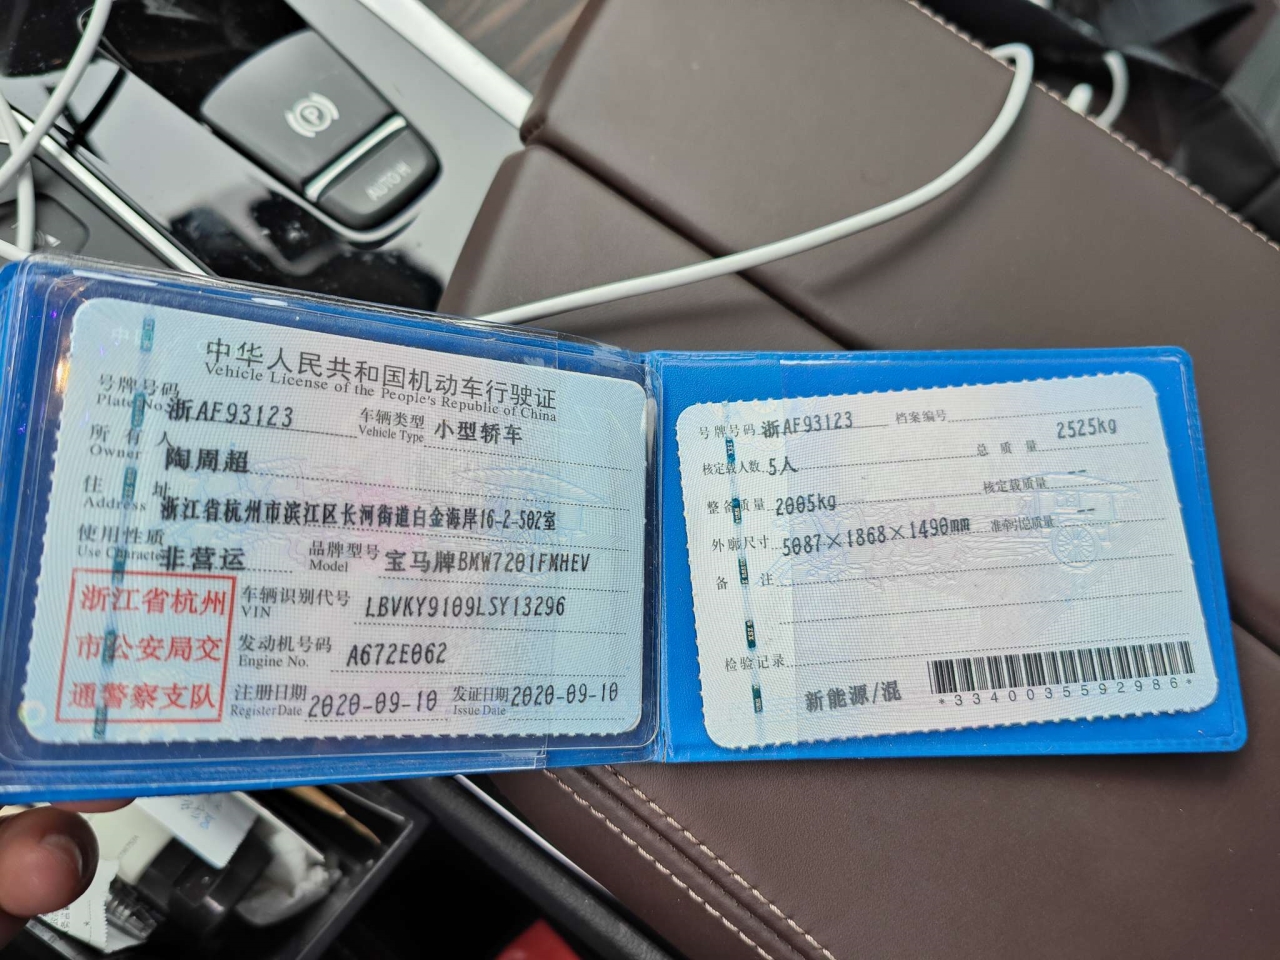 AUTO H
中华人民共和国机动车行驶证
Vehicle License of the People's Republic of China
号牌号码 浙AF93123 车辆类型 小型轿车
Plate No. Vehicle Type
所有人 陶周超
Owner
住址 浙江省杭州市滨江区长河街道白金海岸16-2-502室
Address
使用性质 非营运 品牌型号 宝马牌BMW7201FMHEV
Use Character Model
浙江省杭州
市公安局交
通警察支队
车辆识别代号 LBVKY9109LSY13296
VIN
发动机号码 A672E062
Engine No.
注册日期 2020-09-10 发证日期 2020-09-10
Register Date Issue Date
号牌号码 浙AF93123 档案编号
核定载人数 5人 总质量 2525kg
整备质量 2005kg 核定载质量 --
外廓尺寸 5087×1868×1490mm 准牵引总质量 --
备注
检验记录
新能源/混
*3340035592986*